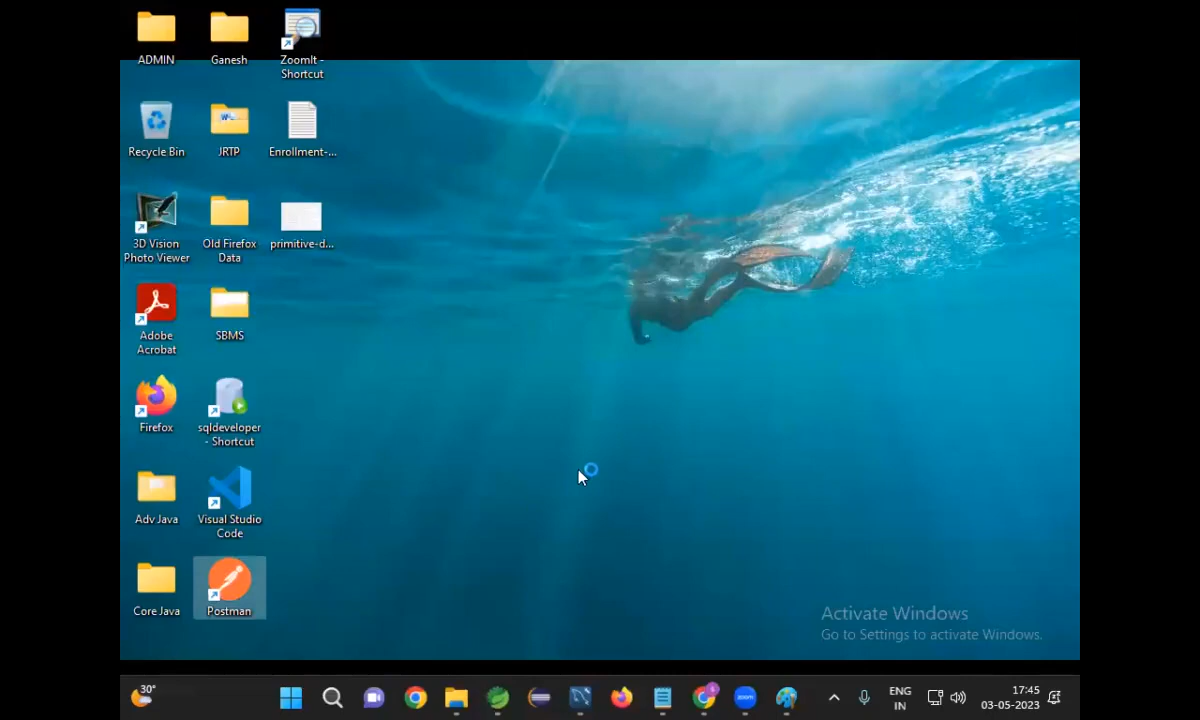 ADMIN
Ganesh
ZoomIt -
Shortcut
Recycle Bin
JRTP
Enrollment-...
3D Vision
Photo Viewer
Old Firefox
Data
primitive-d...
Adobe
Acrobat
SBMS
Firefox
sqldeveloper
- Shortcut
Adv Java
Visual Studio
Code
Core Java
Postman
Activate Windows
Go to Settings to activate Windows.
30°
zoom
ENG
IN
17:45
03-05-2023